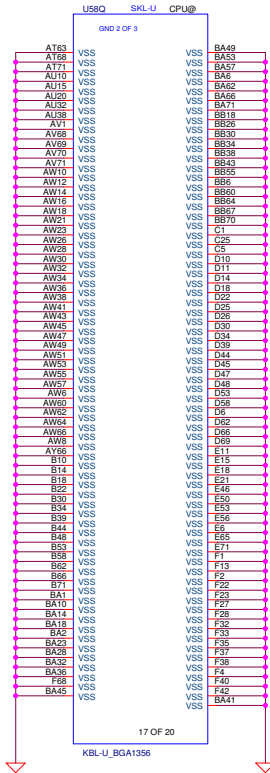 U58Q SKL-U CPU@
GND 2 OF 3
AT63 VSS VSS BA49
AT68 VSS VSS BA53
AT71 VSS VSS BA57
AU10 VSS VSS BA6
AU15 VSS VSS BA62
AU20 VSS VSS BA66
AU32 VSS VSS BA71
AU38 VSS VSS BB18
AV1 VSS VSS BB26
AV68 VSS VSS BB30
AV69 VSS VSS BB34
AV70 VSS VSS BB38
AV71 VSS VSS BB43
AW10 VSS VSS BB55
AW12 VSS VSS BB6
AW14 VSS VSS BB60
AW16 VSS VSS BB64
AW18 VSS VSS BB67
AW21 VSS VSS BB70
AW23 VSS VSS C1
AW26 VSS VSS C25
AW28 VSS VSS C5
AW30 VSS VSS D10
AW32 VSS VSS D11
AW34 VSS VSS D14
AW36 VSS VSS D18
AW38 VSS VSS D22
AW41 VSS VSS D25
AW43 VSS VSS D26
AW45 VSS VSS D30
AW47 VSS VSS D34
AW49 VSS VSS D39
AW51 VSS VSS D44
AW53 VSS VSS D45
AW55 VSS VSS D47
AW57 VSS VSS D48
AW6 VSS VSS D53
AW60 VSS VSS D58
AW62 VSS VSS D6
AW64 VSS VSS D62
AW66 VSS VSS D66
AW8 VSS VSS D69
AY66 VSS VSS E11
B10 VSS VSS E15
B14 VSS VSS E18
B18 VSS VSS E21
B22 VSS VSS E46
B30 VSS VSS E50
B34 VSS VSS E53
B39 VSS VSS E56
B44 VSS VSS E6
B48 VSS VSS E65
B53 VSS VSS E71
B58 VSS VSS F1
B62 VSS VSS F13
B66 VSS VSS F2
B71 VSS VSS F22
BA1 VSS VSS F23
BA10 VSS VSS F27
BA14 VSS VSS F28
BA18 VSS VSS F32
BA2 VSS VSS F33
BA23 VSS VSS F35
BA28 VSS VSS F37
BA32 VSS VSS F38
BA36 VSS VSS F4
F68 VSS VSS F40
BA45 VSS VSS F42
VSS BA41
17 OF 20
KBL-U_BGA1356